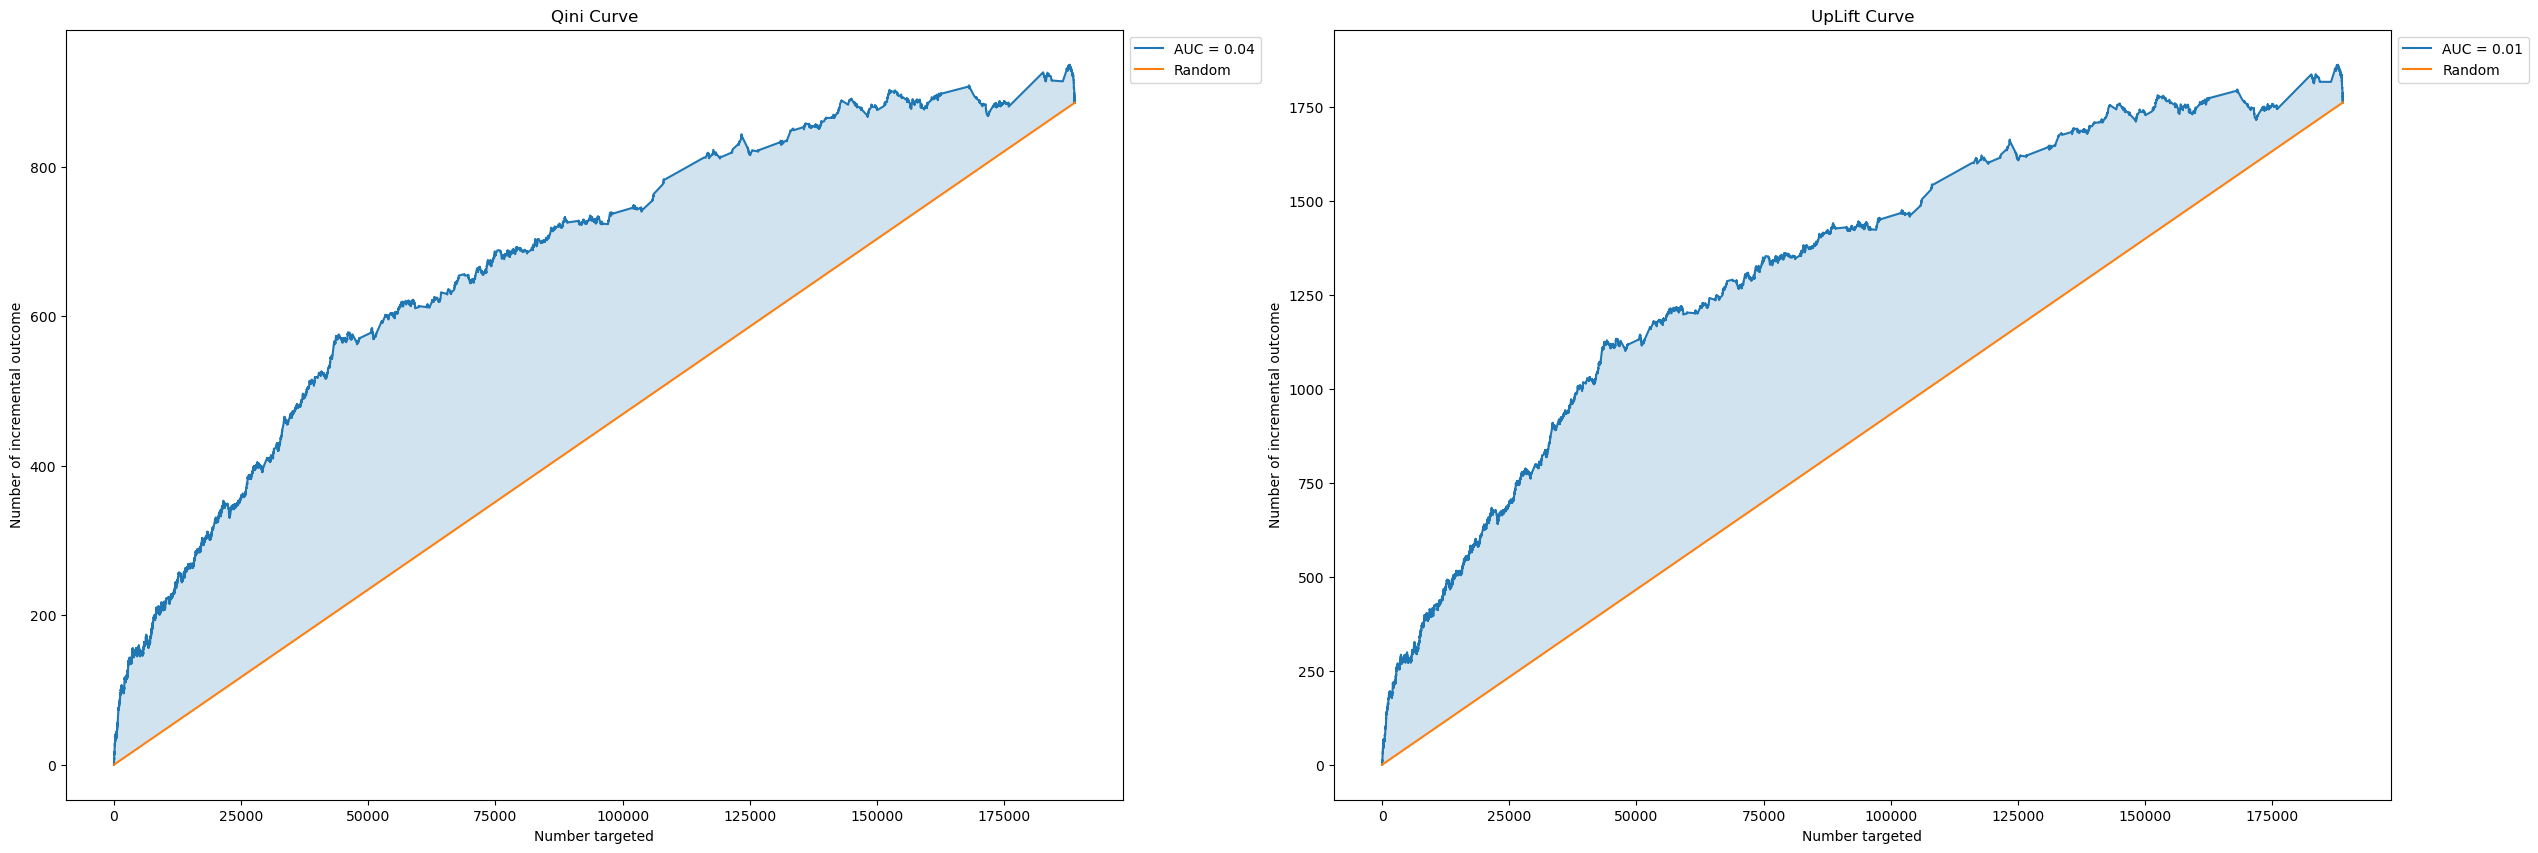 Qini Curve
AUC = 0.04
Random
800
600
400
200
0
Number of incremental outcome
0 25000 50000 75000 100000 125000 150000 175000
Number targeted
UpLift Curve
AUC = 0.01
Random
1750
1500
1250
1000
750
500
250
0
Number of incremental outcome
0 25000 50000 75000 100000 125000 150000 175000
Number targeted